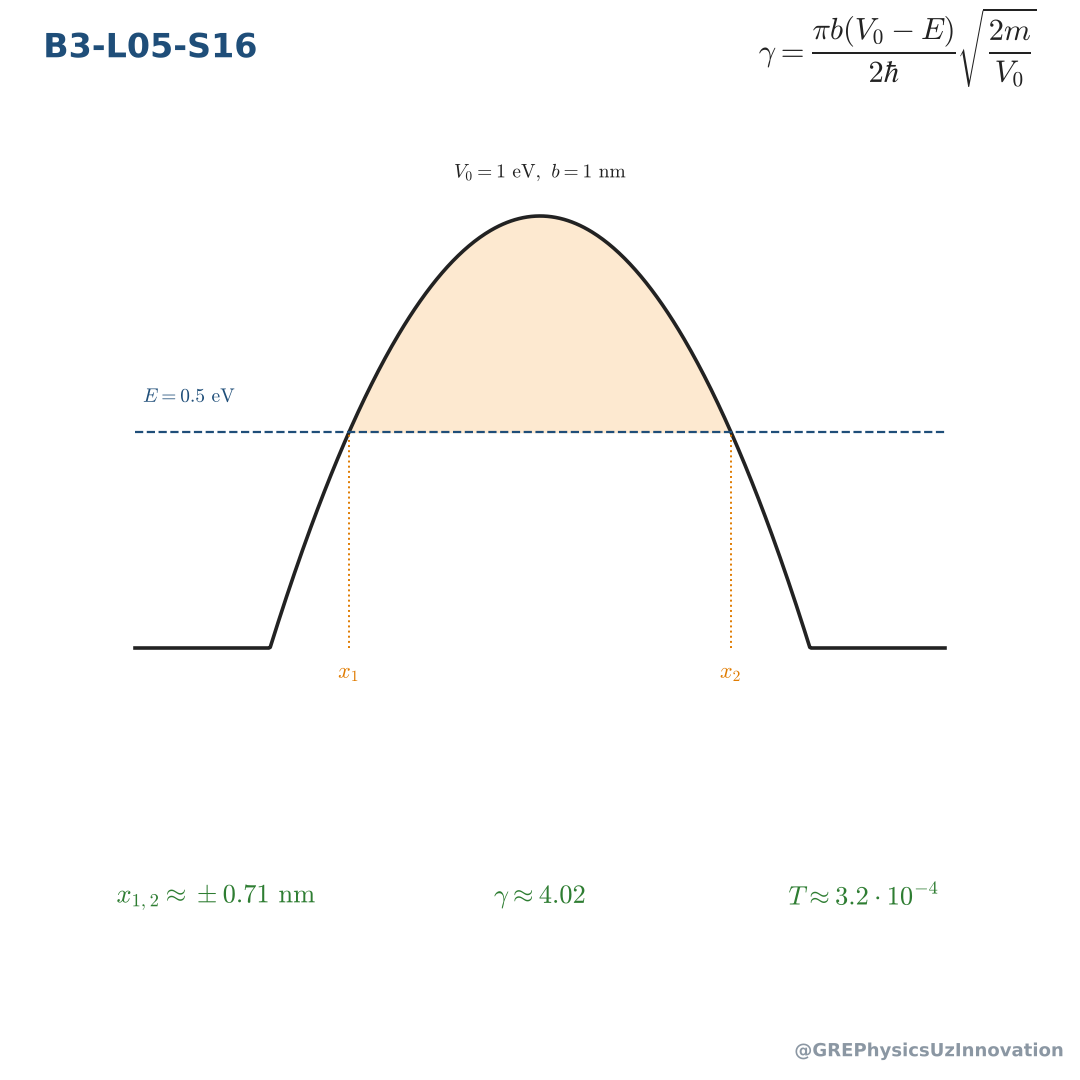 B3-L05-S16
γ = πb(V₀ − E)/2ħ √(2m/V₀)
V₀ = 1 eV, b = 1 nm
E = 0.5 eV
x₁ x₂
x₁,₂ ≈ ± 0.71 nm γ ≈ 4.02 T ≈ 3.2 · 10⁻⁴
@GREPhysicsUzInnovation